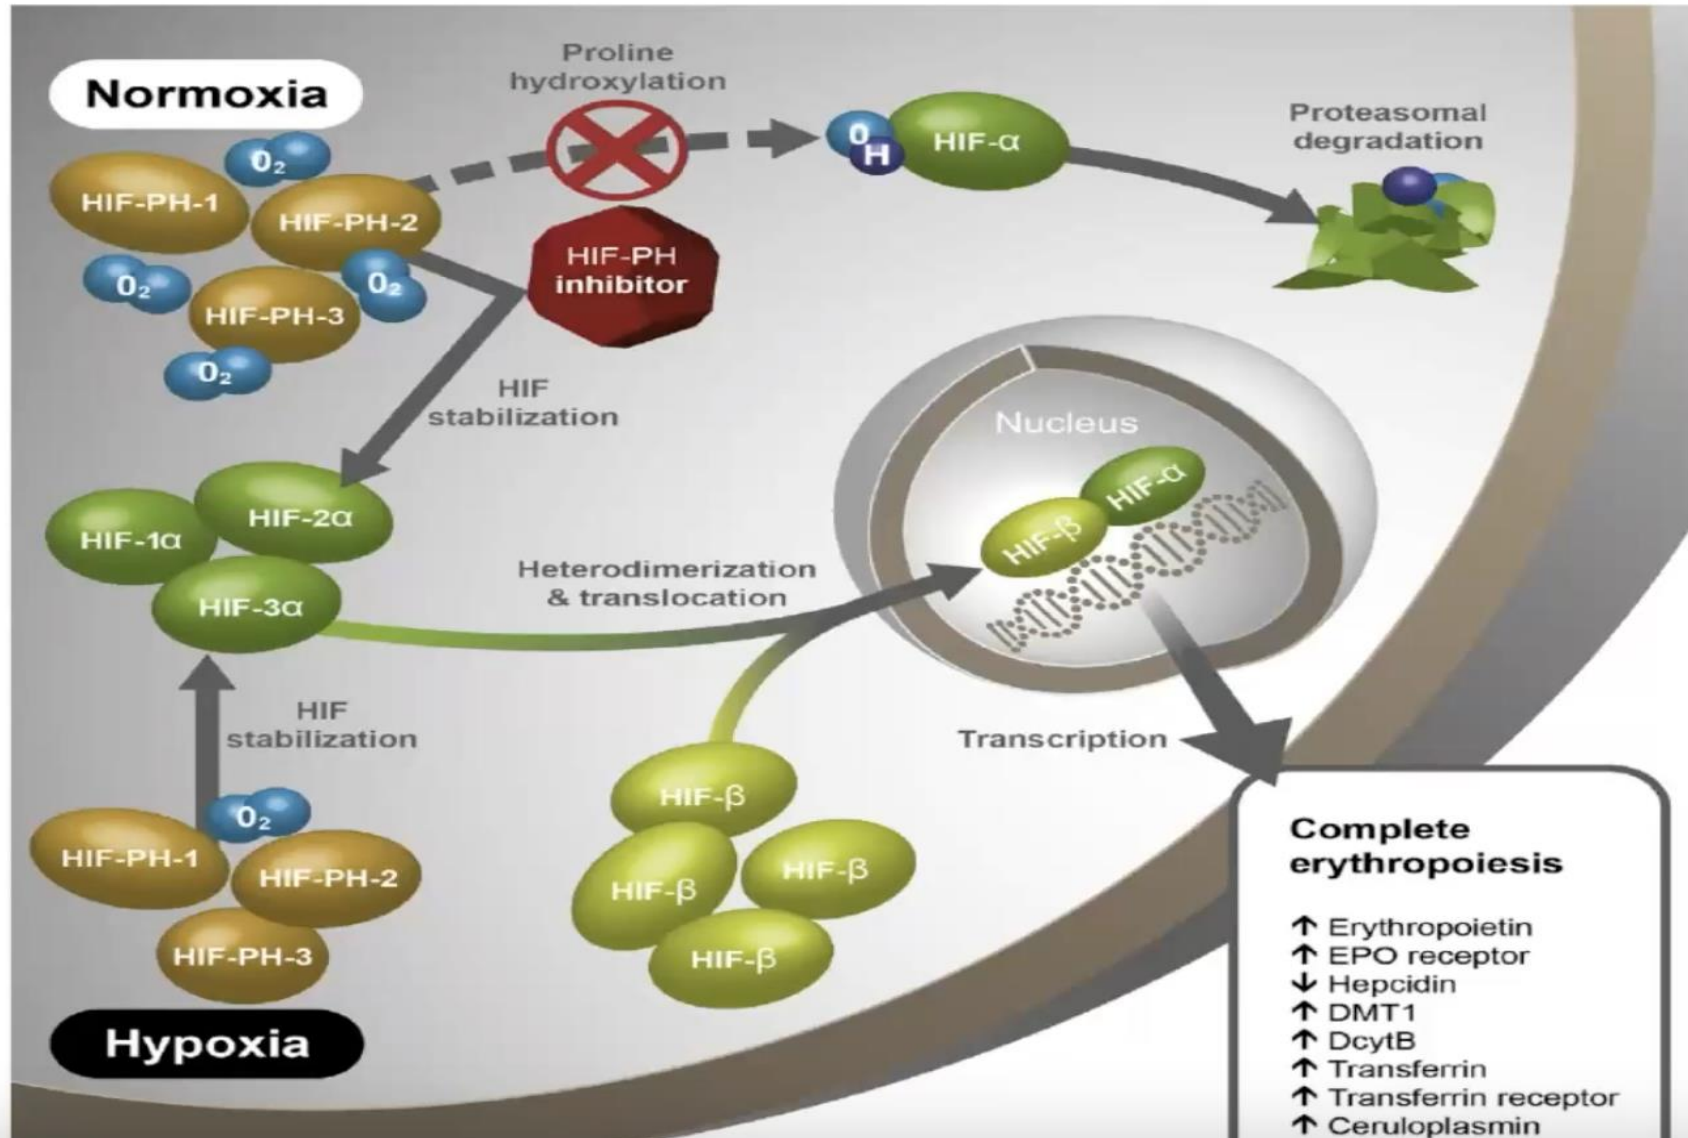 Normoxia
Proline
hydroxylation
O₂
HIF-PH-1
HIF-PH-2
O₂
O₂
HIF-PH-3
O₂
HIF-PH
inhibitor
OH
HIF-α
Proteasomal
degradation
HIF
stabilization
HIF-1α
HIF-2α
HIF-3α
Heterodimerization
& translocation
Nucleus
HIF-β
HIF-α
HIF
stabilization
Transcription
O₂
HIF-PH-1
HIF-PH-2
HIF-PH-3
Hypoxia
HIF-β
HIF-β
HIF-β
HIF-β
Complete
erythropoiesis
↑ Erythropoietin
↑ EPO receptor
↓ Hepcidin
↑ DMT1
↑ DcytB
↑ Transferrin
↑ Transferrin receptor
↑ Ceruloplasmin